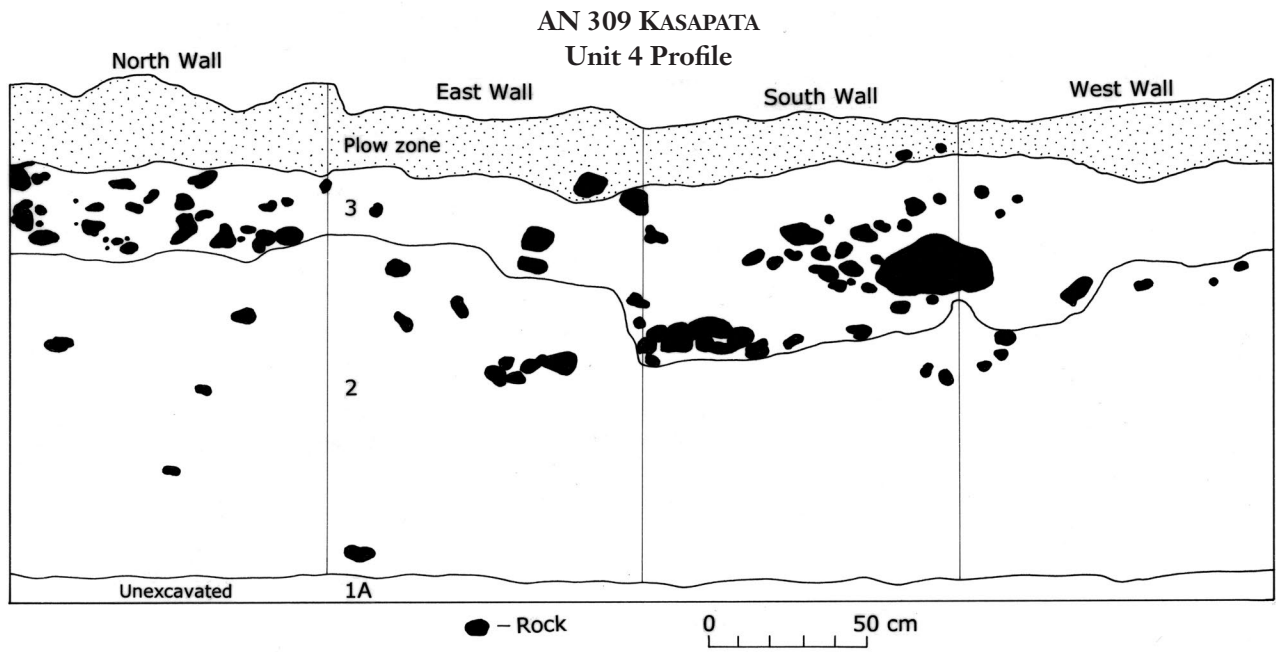 AN 309 KASAPATA
Unit 4 Profile
North Wall
East Wall
South Wall
West Wall
Plow zone
3
2
Unexcavated
1A
– Rock
0
50 cm